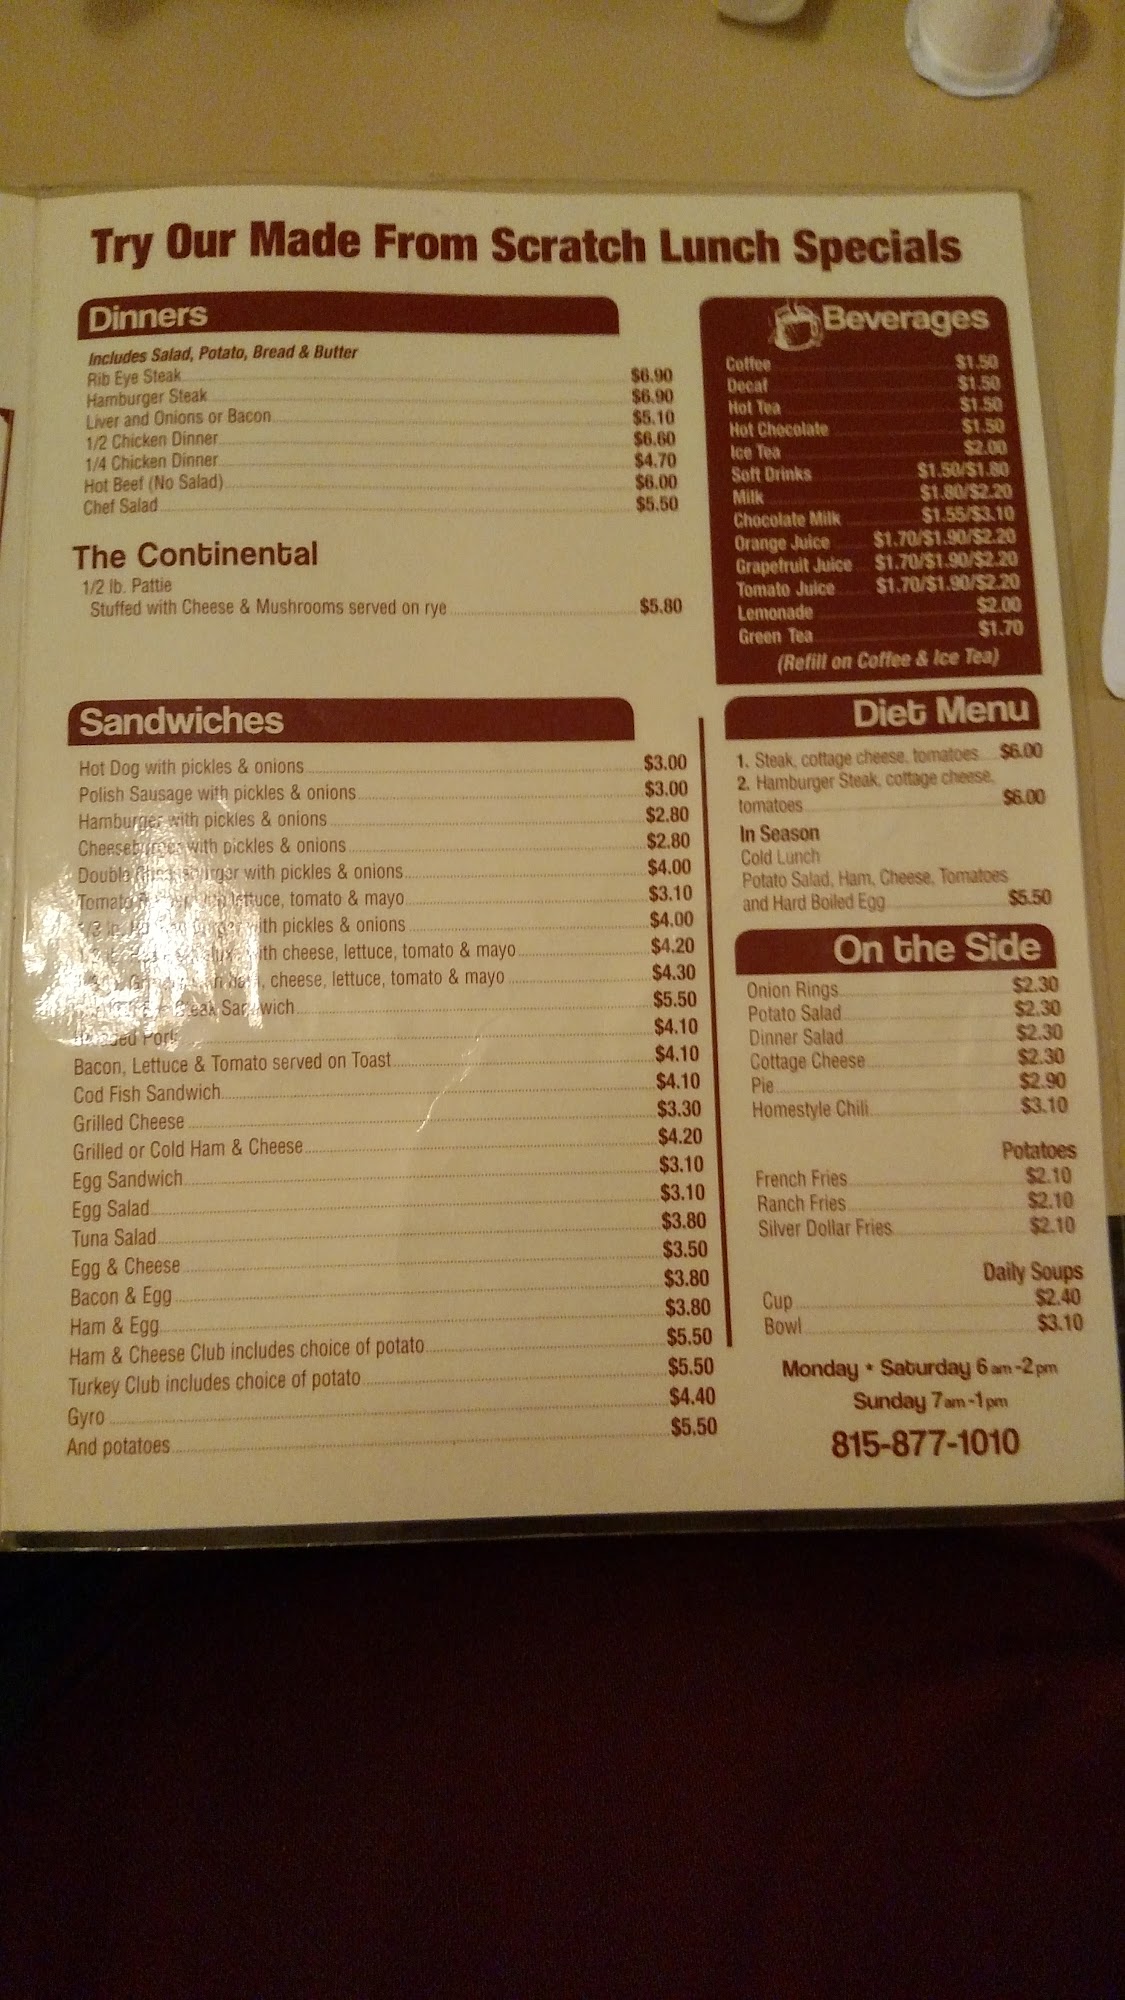 Try Our Made From Scratch Lunch Specials
Dinners
Includes Salad, Potato, Bread & Butter
Rib Eye Steak $6.90
Hamburger Steak $6.90
Liver and Onions or Bacon $5.10
1/2 Chicken Dinner $6.60
1/4 Chicken Dinner $4.70
Hot Beef (No Salad) $6.00
Chef Salad $5.50
The Continental
1/2 lb. Pattie
Stuffed with Cheese & Mushrooms served on rye $5.80
Sandwiches
Hot Dog with pickles & onions $3.00
Polish Sausage with pickles & onions $3.00
Hamburger with pickles & onions $2.80
Cheeseburger with pickles & onions $2.80
Double Cheeseburger with pickles & onions $4.00
Tomato lettuce, tomato & mayo $3.10
with pickles & onions $4.00
with cheese, lettuce, tomato & mayo $4.20
cheese, lettuce, tomato & mayo $4.30
Steak Sandwich $5.50
Pork $4.10
Bacon, Lettuce & Tomato served on Toast $4.10
Cod Fish Sandwich $4.10
Grilled Cheese $3.30
Grilled or Cold Ham & Cheese $4.20
Egg Sandwich $3.10
Egg Salad $3.10
Tuna Salad $3.80
Egg & Cheese $3.50
Bacon & Egg $3.80
Ham & Egg $3.80
Ham & Cheese Club includes choice of potato $5.50
Turkey Club includes choice of potato $5.50
Gyro $4.40
And potatoes $5.50
Beverages
Coffee $1.50
Decaf $1.50
Hot Tea $1.50
Hot Chocolate $1.50
Ice Tea $2.00
Soft Drinks $1.50/$1.80
Milk $1.80/$2.20
Chocolate Milk $1.55/$3.10
Orange Juice $1.70/$1.90/$2.20
Grapefruit Juice $1.70/$1.90/$2.20
Tomato Juice $1.70/$1.90/$2.20
Lemonade $2.00
Green Tea $1.70
(Refill on Coffee & Ice Tea)
Diet Menu
1. Steak, cottage cheese, tomatoes $6.00
2. Hamburger Steak, cottage cheese,
tomatoes $6.00
In Season
Cold Lunch
Potato Salad, Ham, Cheese, Tomatoes
and Hard Boiled Egg $5.50
On the Side
Onion Rings $2.30
Potato Salad $2.30
Dinner Salad $2.30
Cottage Cheese $2.30
Pie $2.90
Homestyle Chili $3.10
Potatoes
French Fries $2.10
Ranch Fries $2.10
Silver Dollar Fries $2.10
Daily Soups
Cup $2.40
Bowl $3.10
Monday • Saturday 6 am-2pm
Sunday 7am-1pm
815-877-1010